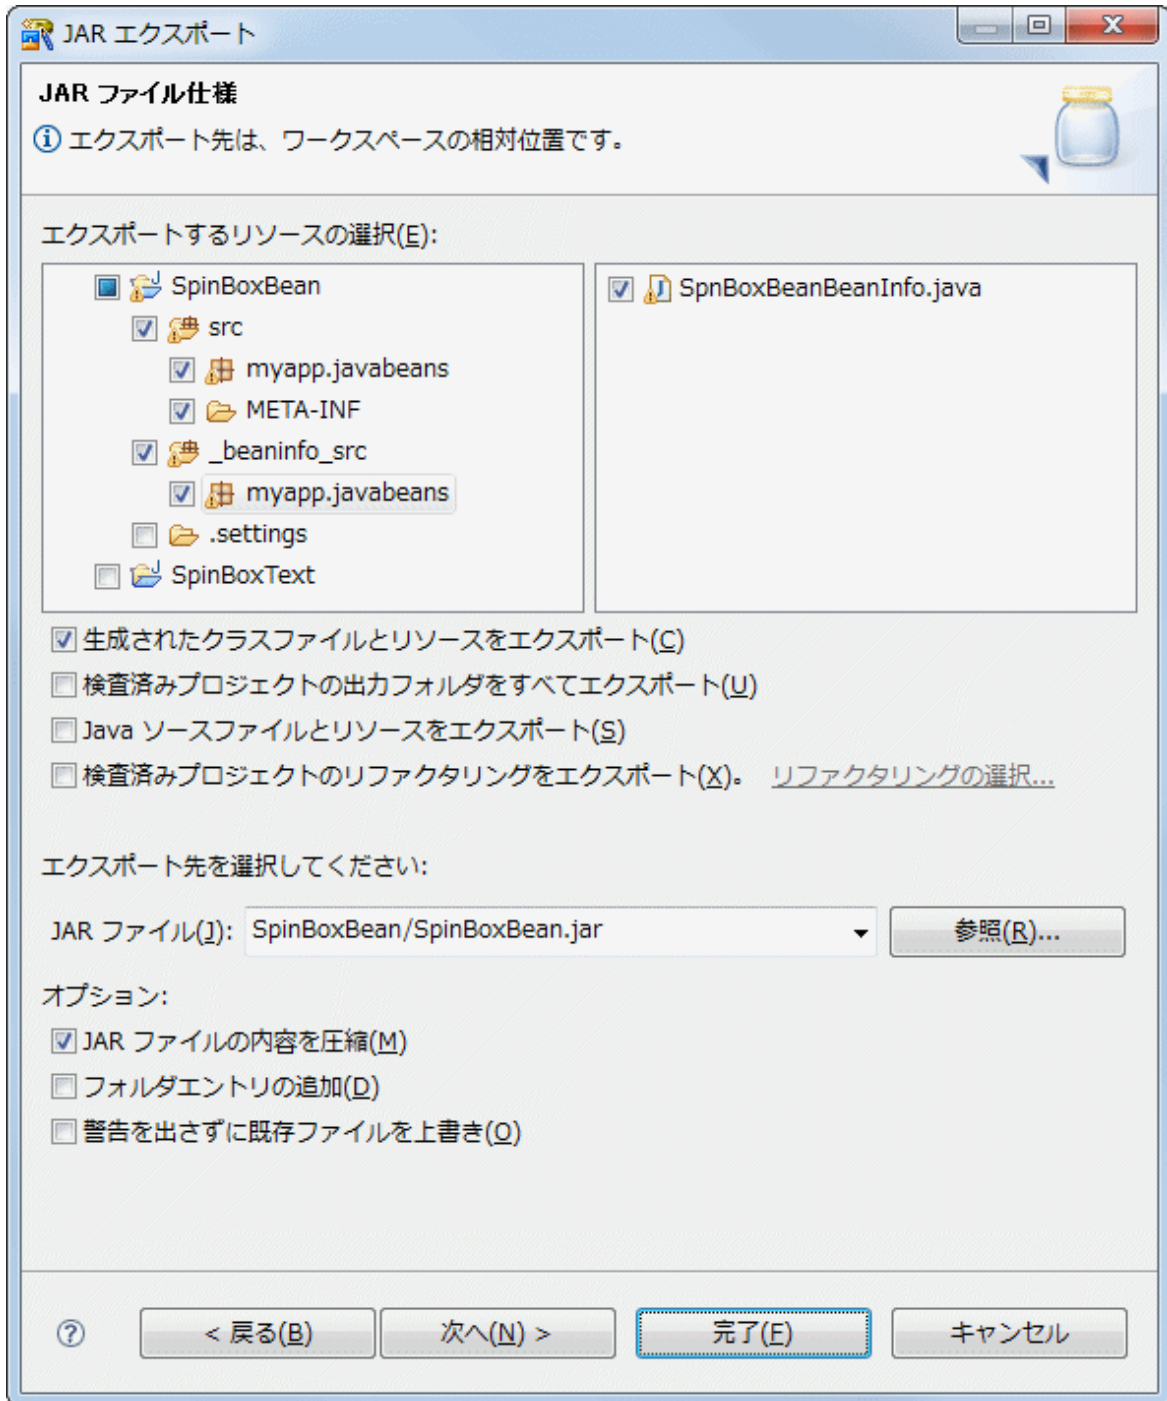 JAR エクスポート
JAR ファイル仕様
エクスポート先は、ワークスペースの相対位置です。
エクスポートするリソースの選択(E):
SpinBoxBean
src
myapp.javabeans
META-INF
_beaninfo_src
myapp.javabeans
.settings
SpinBoxText
SpnBoxBeanBeanInfo.java
生成されたクラスファイルとリソースをエクスポート(C)
検査済みプロジェクトの出力フォルダをすべてエクスポート(U)
Java ソースファイルとリソースをエクスポート(S)
検査済みプロジェクトのリファクタリングをエクスポート(X)。 リファクタリングの選択...
エクスポート先を選択してください:
JAR ファイル(J): SpinBoxBean/SpinBoxBean.jar 参照(R)...
オプション:
JAR ファイルの内容を圧縮(M)
フォルダエントリの追加(D)
警告を出さずに既存ファイルを上書き(O)
? < 戻る(B) 次へ(N) > 完了(F) キャンセル